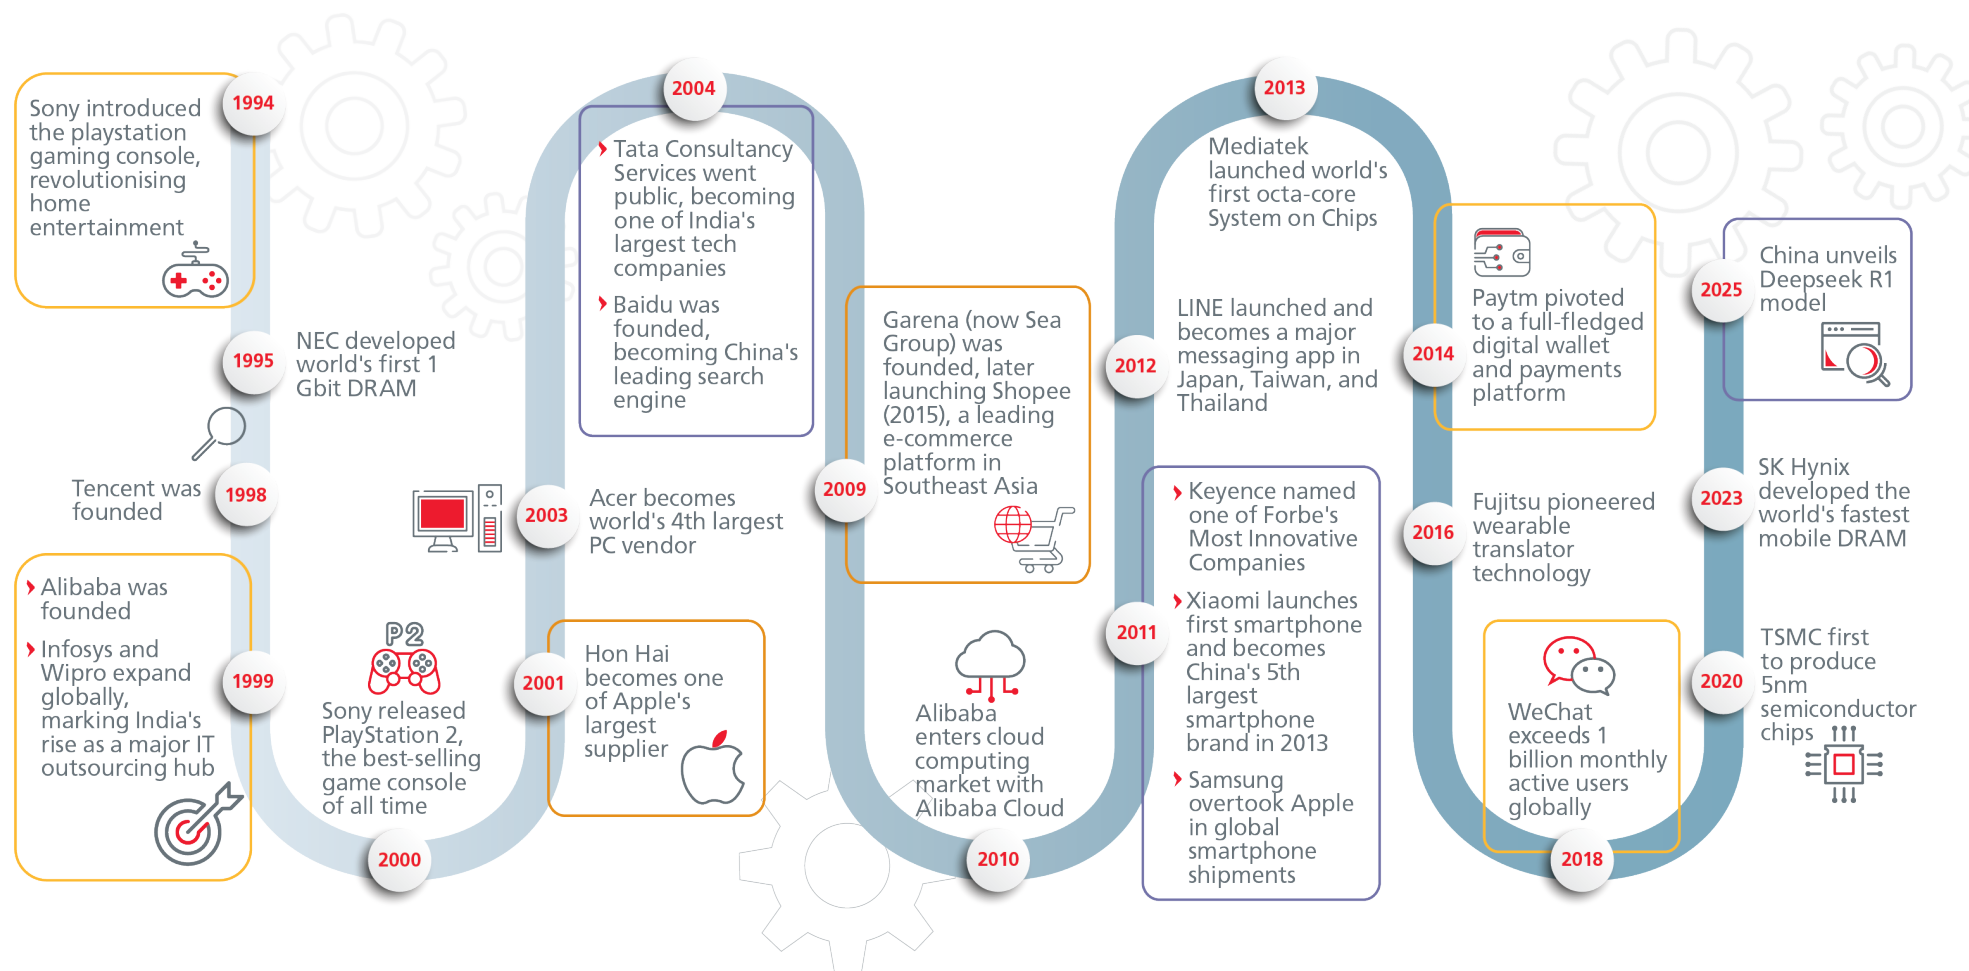 1994
Sony introduced
the playstation
gaming console,
revolutionising
home
entertainment
1995
NEC developed
world's first 1
Gbit DRAM
1998
Tencent was
founded
1999
Alibaba was
founded
Infosys and
Wipro expand
globally,
marking India's
rise as a major IT
outsourcing hub
P2
Sony released
PlayStation 2,
the best-selling
game console
of all time
2000
2001
Hon Hai
becomes one
of Apple's
largest
supplier
2003
Acer becomes
world's 4th largest
PC vendor
2004
Tata Consultancy
Services went
public, becoming
one of India's
largest tech
companies
Baidu was
founded,
becoming China's
leading search
engine
2009
Garena (now Sea
Group) was
founded, later
launching Shopee
(2015), a leading
e-commerce
platform in
Southeast Asia
Alibaba
enters cloud
computing
market with
Alibaba Cloud
2010
2011
Keyence named
one of Forbe's
Most Innovative
Companies
Xiaomi launches
first smartphone
and becomes
China's 5th
largest
smartphone
brand in 2013
Samsung
overtook Apple
in global
smartphone
shipments
2012
LINE launched and
becomes a major
messaging app in
Japan, Taiwan, and
Thailand
2013
Mediatek
launched world's
first octa-core
System on Chips
2014
Paytm pivoted
to a full-fledged
digital wallet
and payments
platform
2016
Fujitsu pioneered
wearable
translator
technology
WeChat
exceeds 1
billion monthly
active users
globally
2018
2020
TSMC first
to produce
5nm
semiconductor
chips
2023
SK Hynix
developed the
world's fastest
mobile DRAM
2025
China unveils
Deepseek R1
model